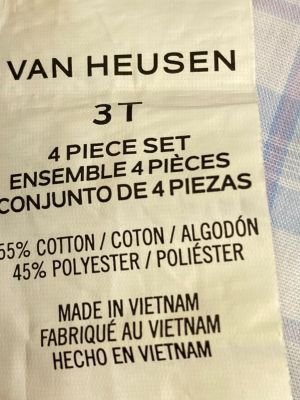 VAN HEUSEN
3T
4 PIECE SET
ENSEMBLE 4 PIÈCES
CONJUNTO DE 4 PIEZAS
55% COTTON / COTON / ALGODÓN
45% POLYESTER / POLIÉSTER
MADE IN VIETNAM
FABRIQUÉ AU VIETNAM
HECHO EN VIETNAM